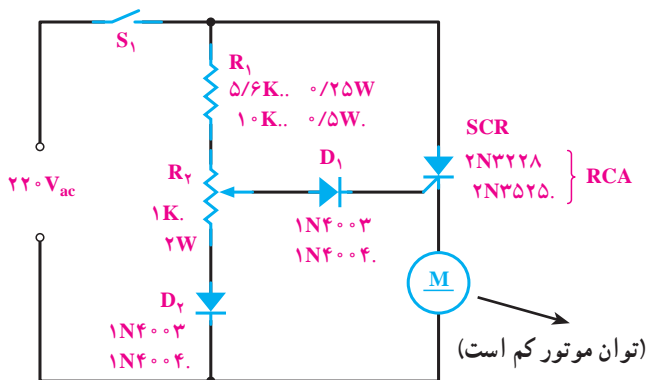 S۱
R۱
۵/۶K.. ۰/۲۵W
۱۰K.. ۰/۵W.
SCR
۲N۳۲۲۸
۲N۳۵۲۵.
RCA
D۱
۱N۴۰۰۳
۱N۴۰۰۴.
۲۲۰Vac
R۲
۱K.
۲W
M
D۲
۱N۴۰۰۳
۱N۴۰۰۴.
(توان موتور کم است)